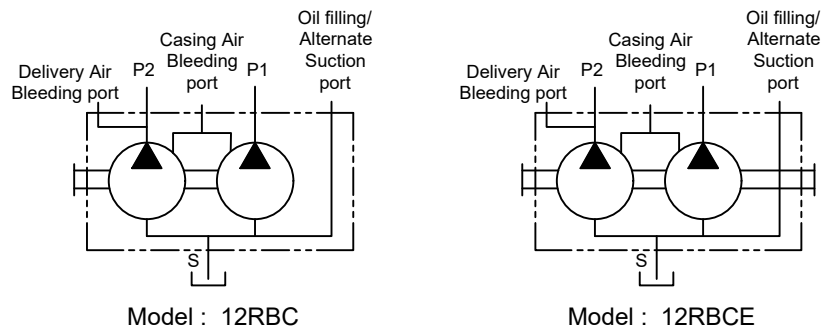 Delivery Air
Bleeding port
P2
Casing Air
Bleeding
port
P1
Oil filling/
Alternate
Suction
port
S
Model : 12RBC
Delivery Air
Bleeding port
P2
Casing Air
Bleeding
port
P1
Oil filling/
Alternate
Suction
port
S
Model : 12RBCE